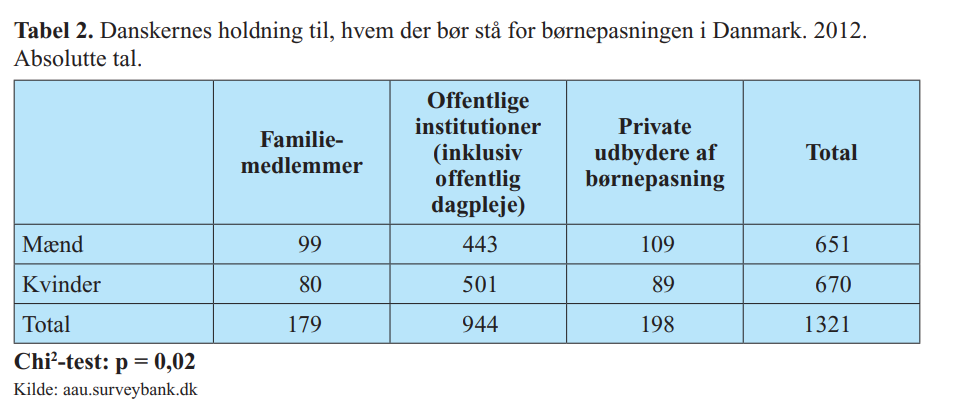 Tabel 2. Danskernes holdning til, hvem der bør stå for børnepasningen i Danmark. 2012.
Absolutte tal.
Familie-
medlemmer
Offentlige
institutioner
(inklusiv
offentlig
dagpleje)
Private
udbydere af
børnepasning
Total
Mænd 99 443 109 651
Kvinder 80 501 89 670
Total 179 944 198 1321
Chi²-test: p = 0,02
Kilde: aau.surveybank.dk